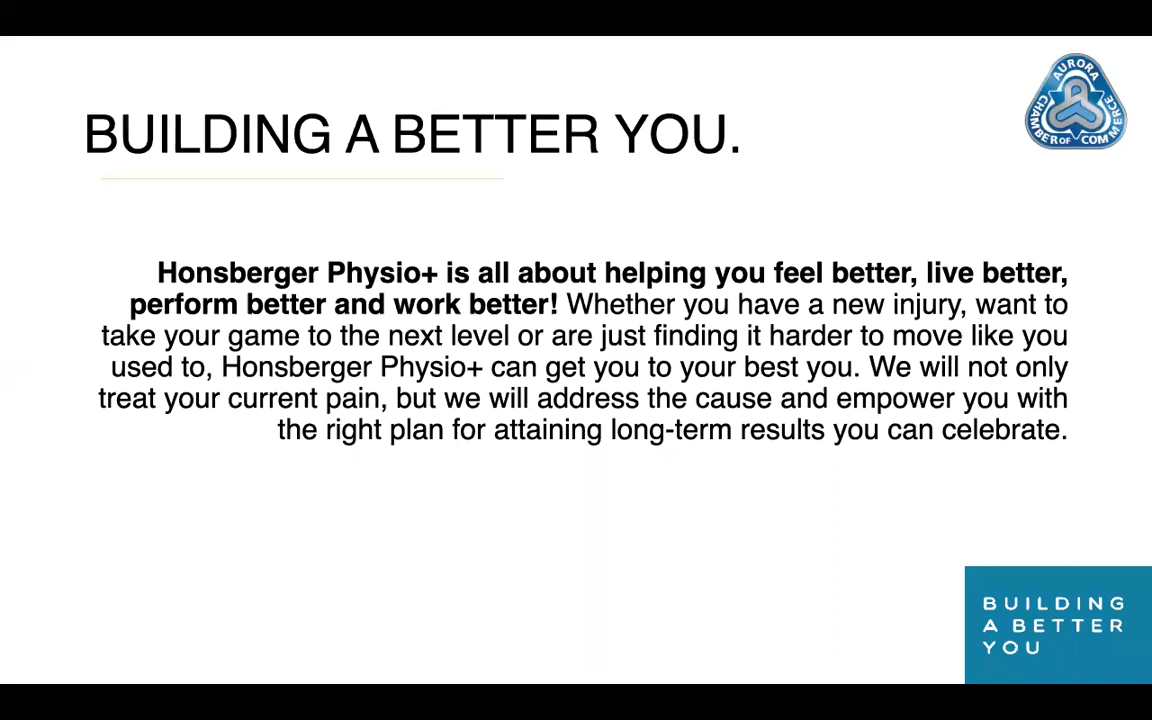 BUILDING A BETTER YOU.
AURORA
CHAMBER OF COMMERCE
Honsberger Physio+ is all about helping you feel better, live better,
perform better and work better! Whether you have a new injury, want to
take your game to the next level or are just finding it harder to move like you
used to, Honsberger Physio+ can get you to your best you. We will not only
treat your current pain, but we will address the cause and empower you with
the right plan for attaining long-term results you can celebrate.
BUILDING
A BETTER
YOU